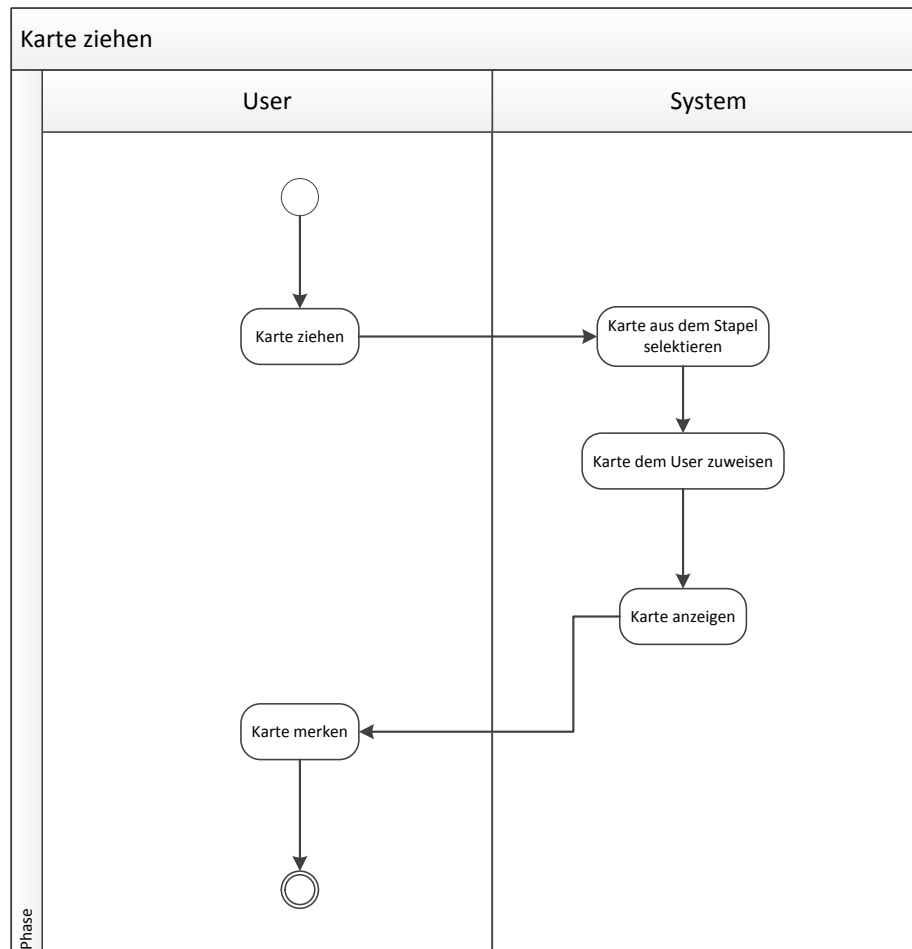 Karte ziehen
User
System
Karte ziehen
Karte aus dem Stapel
selektieren
Karte dem User zuweisen
Karte anzeigen
Karte merken
Phase